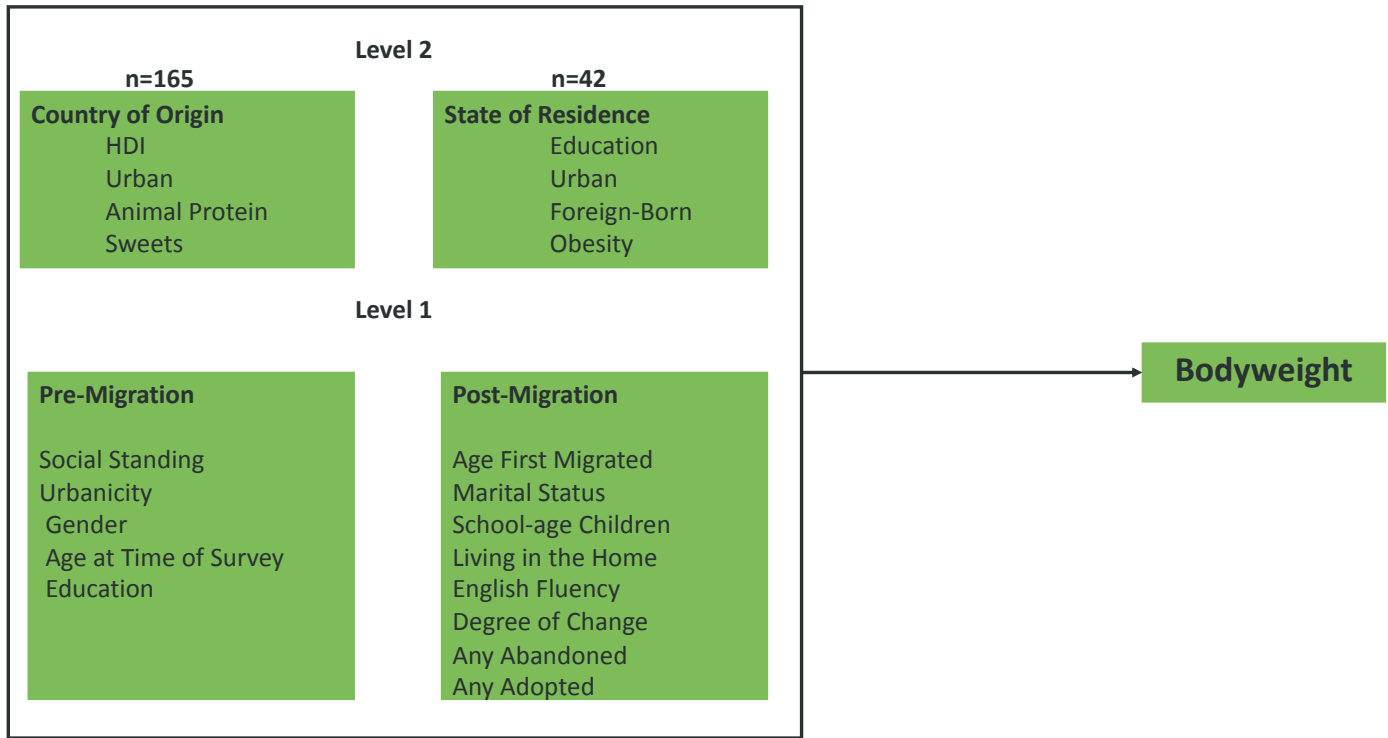 Level 2
n=165
n=42
Country of Origin
HDI
Urban
Animal Protein
Sweets
State of Residence
Education
Urban
Foreign-Born
Obesity
Level 1
Pre-Migration
Social Standing
Urbanicity
Gender
Age at Time of Survey
Education
Post-Migration
Age First Migrated
Marital Status
School-age Children
Living in the Home
English Fluency
Degree of Change
Any Abandoned
Any Adopted
Bodyweight